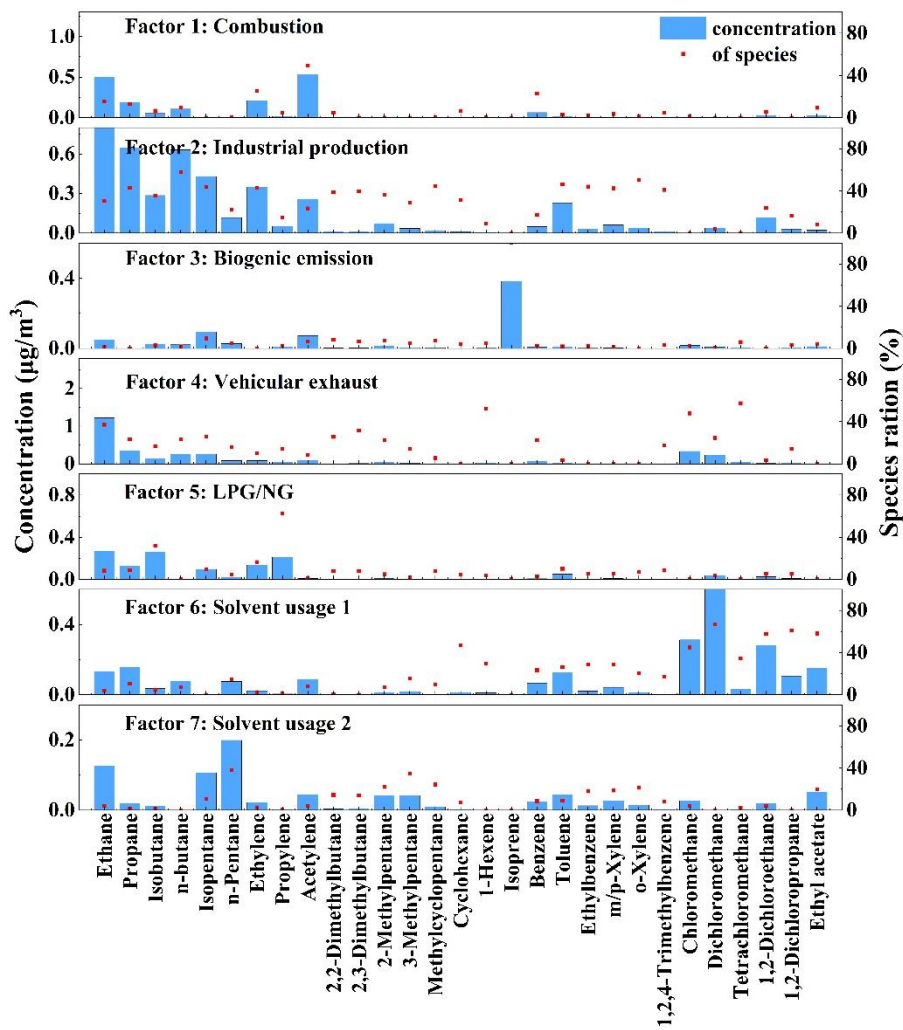 Factor 1: Combustion
concentration
of species
1.0
0.5
0.0
80
40
0
Factor 2: Industrial production
0.6
0.3
0.0
80
40
0
Factor 3: Biogenic emission
0.4
0.0
80
40
0
Factor 4: Vehicular exhaust
2
1
0
80
40
0
Factor 5: LPG/NG
0.8
0.4
0.0
80
40
0
Factor 6: Solvent usage 1
0.4
0.0
80
40
0
Factor 7: Solvent usage 2
0.2
0.0
80
40
0
Concentration (μg/m³)
Species ration (%)
Ethane
Propane
Isobutane
n-butane
Isopentane
n-Pentane
Ethylene
Propylene
Acetylene
2,2-Dimethylbutane
2,3-Dimethylbutane
2-Methylpentane
3-Methylpentane
Methylcyclopentane
Cyclohexane
1-Hexene
Isoprene
Benzene
Toluene
Ethylbenzene
m/p-Xylene
o-Xylene
1,2,4-Trimethylbenzene
Chloromethane
Dichloromethane
Tetrachloromethane
1,2-Dichloroethane
1,2-Dichloropropane
Ethyl acetate